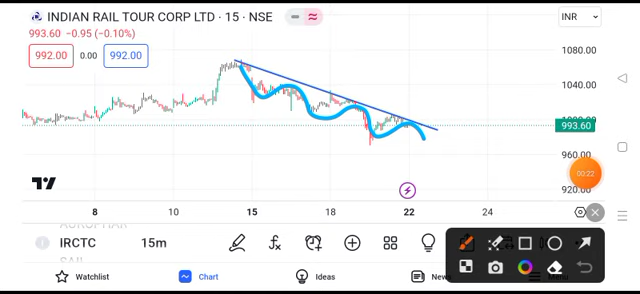 INDIAN RAIL TOUR CORP LTD · 15 · NSE
INR
993.60 −0.95 (−0.10%)
992.00 0.00 992.00
1080.00
1040.00
993.60
960.00
920.00
00:22
8 10 15 18 22 24
IRCTC 15m
Watchlist Chart Ideas News Menu